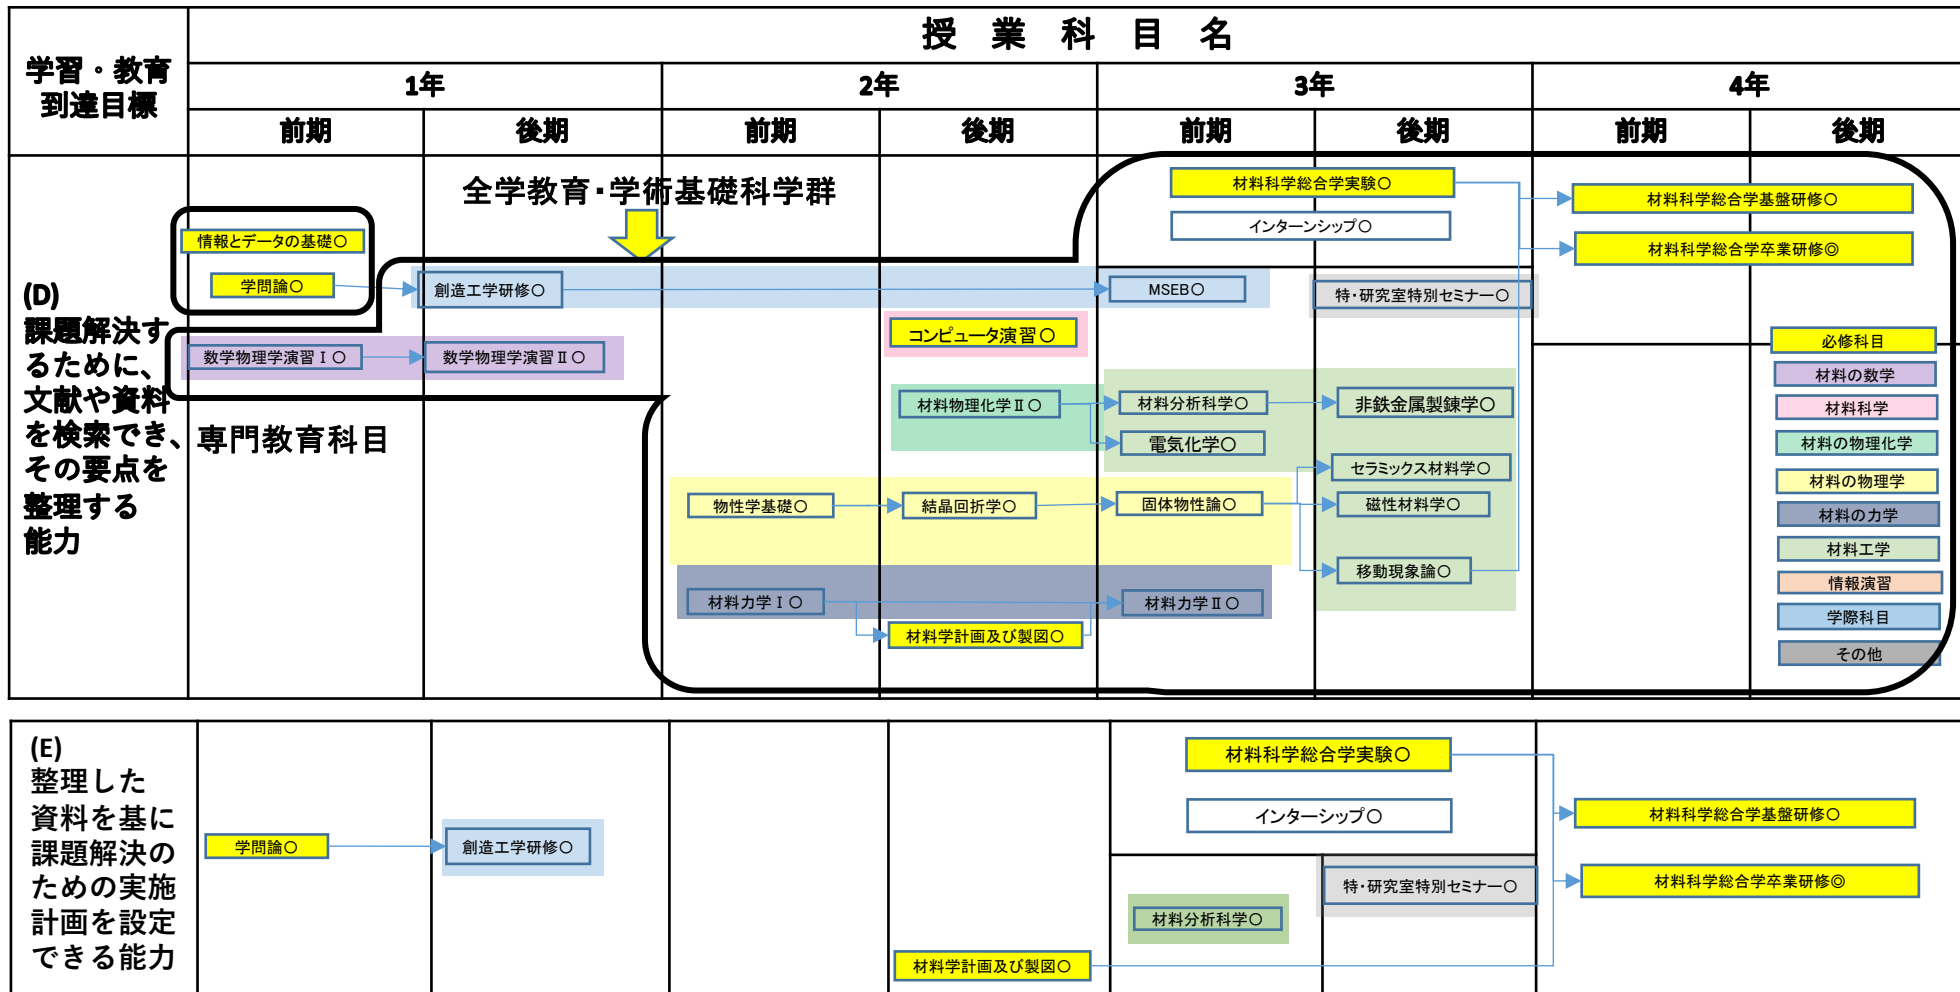 授 業 科 目 名
学習・教育
到達目標
1年
2年
3年
4年
前期
後期
前期
後期
前期
後期
前期
後期
全学教育・学術基礎科学群
(D)
課題解決す
るために、
文献や資料
を検索でき、
その要点を
整理する
能力
情報とデータの基礎○
学問論○
創造工学研修○
数学物理学演習Ⅰ○
数学物理学演習Ⅱ○
専門教育科目
コンピュータ演習○
材料物理化学Ⅱ○
物性学基礎○
結晶回折学○
材料力学Ⅰ○
材料学計画及び製図○
材料科学総合学実験○
インターンシップ○
MSEB○
特・研究室特別セミナー○
材料分析科学○
非鉄金属製錬学○
電気化学○
セラミックス材料学○
固体物性論○
磁性材料学○
移動現象論○
材料力学Ⅱ○
材料科学総合学基盤研修○
材料科学総合学卒業研修◎
必修科目
材料の数学
材料科学
材料の物理化学
材料の物理学
材料の力学
材料工学
情報演習
学際科目
その他
(E)
整理した
資料を基に
課題解決の
ための実施
計画を設定
できる能力
学問論○
創造工学研修○
材料学計画及び製図○
材料科学総合学実験○
インターシップ○
特・研究室特別セミナー○
材料分析科学○
材料科学総合学基盤研修○
材料科学総合学卒業研修◎